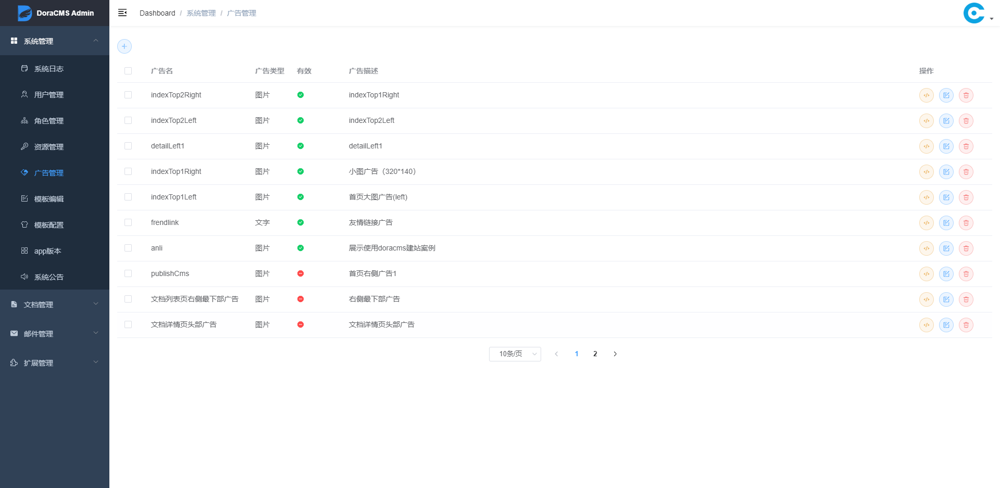 DoraCMS Admin
Dashboard / 系统管理 / 广告管理
系统管理
系统日志
用户管理
角色管理
资源管理
广告管理
模板编辑
模板配置
app版本
系统公告
文档管理
邮件管理
扩展管理
广告名 广告类型 有效 广告描述 操作
indexTop2Right 图片 indexTop1Right
indexTop2Left 图片 indexTop2Left
detailLeft1 图片 detailLeft1
indexTop1Right 图片 小图广告（320*140）
indexTop1Left 图片 首页大图广告(left)
frendlink 文字 友情链接广告
anli 图片 展示使用doracms建站案例
publishCms 图片 首页右侧广告1
文档列表页右侧最下部广告 图片 右侧最下部广告
文档详情页头部广告 图片 文档详情页头部广告
10条/页 1 2